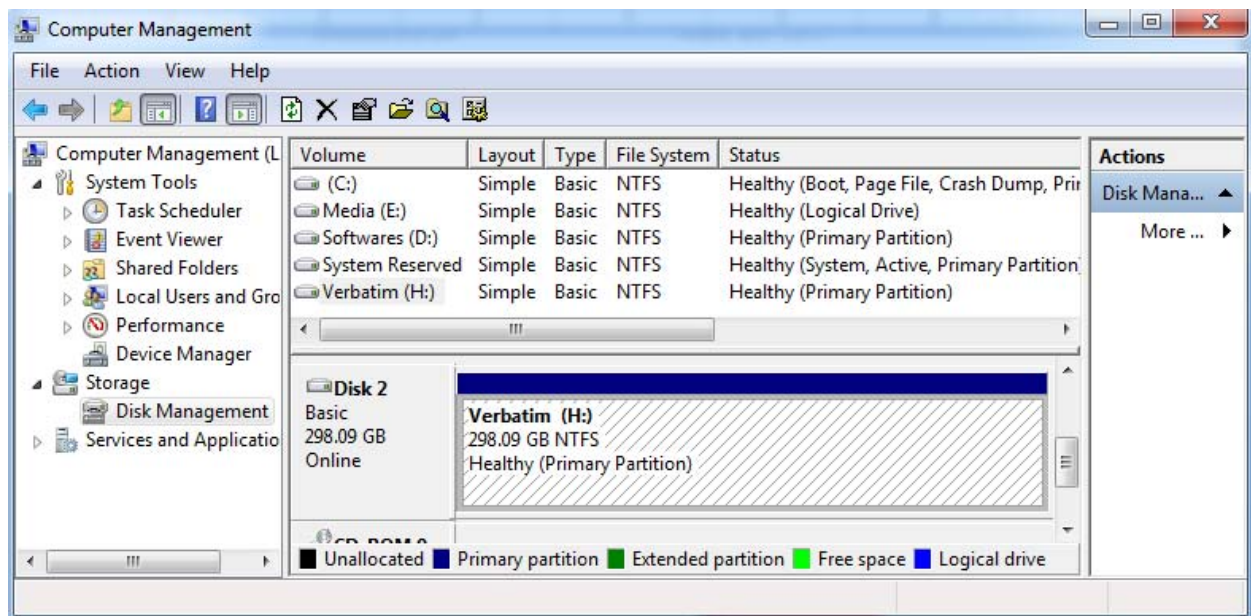 Computer Management
File Action View Help
Computer Management (L
System Tools
Task Scheduler
Event Viewer
Shared Folders
Local Users and Gro
Performance
Device Manager
Storage
Disk Management
Services and Applicatio
Volume Layout Type File System Status
(C:) Simple Basic NTFS Healthy (Boot, Page File, Crash Dump, Prin
Media (E:) Simple Basic NTFS Healthy (Logical Drive)
Softwares (D:) Simple Basic NTFS Healthy (Primary Partition)
System Reserved Simple Basic NTFS Healthy (System, Active, Primary Partition)
Verbatim (H:) Simple Basic NTFS Healthy (Primary Partition)
Disk 2
Basic
298.09 GB
Online
Verbatim (H:)
298.09 GB NTFS
Healthy (Primary Partition)
CD-ROM 0
Unallocated Primary partition Extended partition Free space Logical drive
Actions
Disk Mana...
More ...